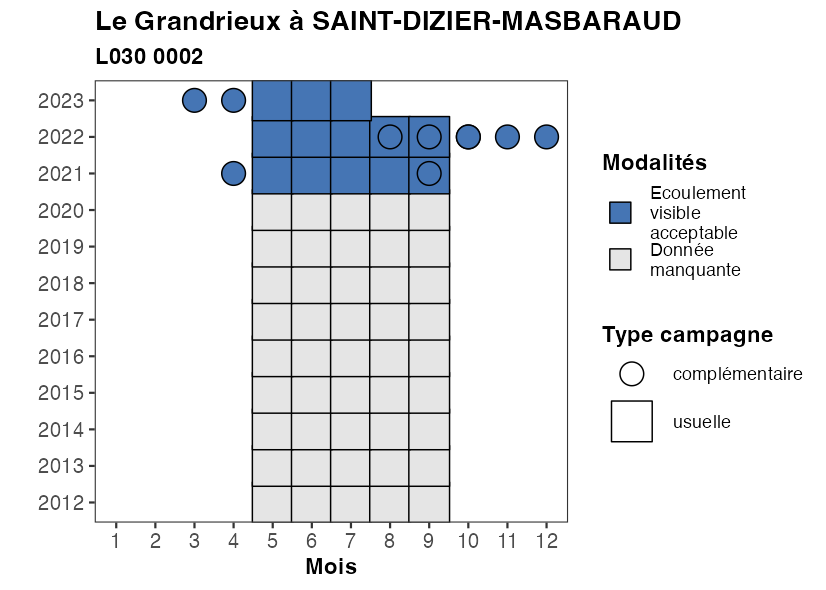 Le Grandrieux à SAINT-DIZIER-MASBARAUD
L030 0002
2023
2022
2021
2020
2019
2018
2017
2016
2015
2014
2013
2012
1 2 3 4 5 6 7 8 9 10 11 12
Mois
Modalités
Ecoulement
visible
acceptable
Donnée
manquante
Type campagne
complémentaire
usuelle